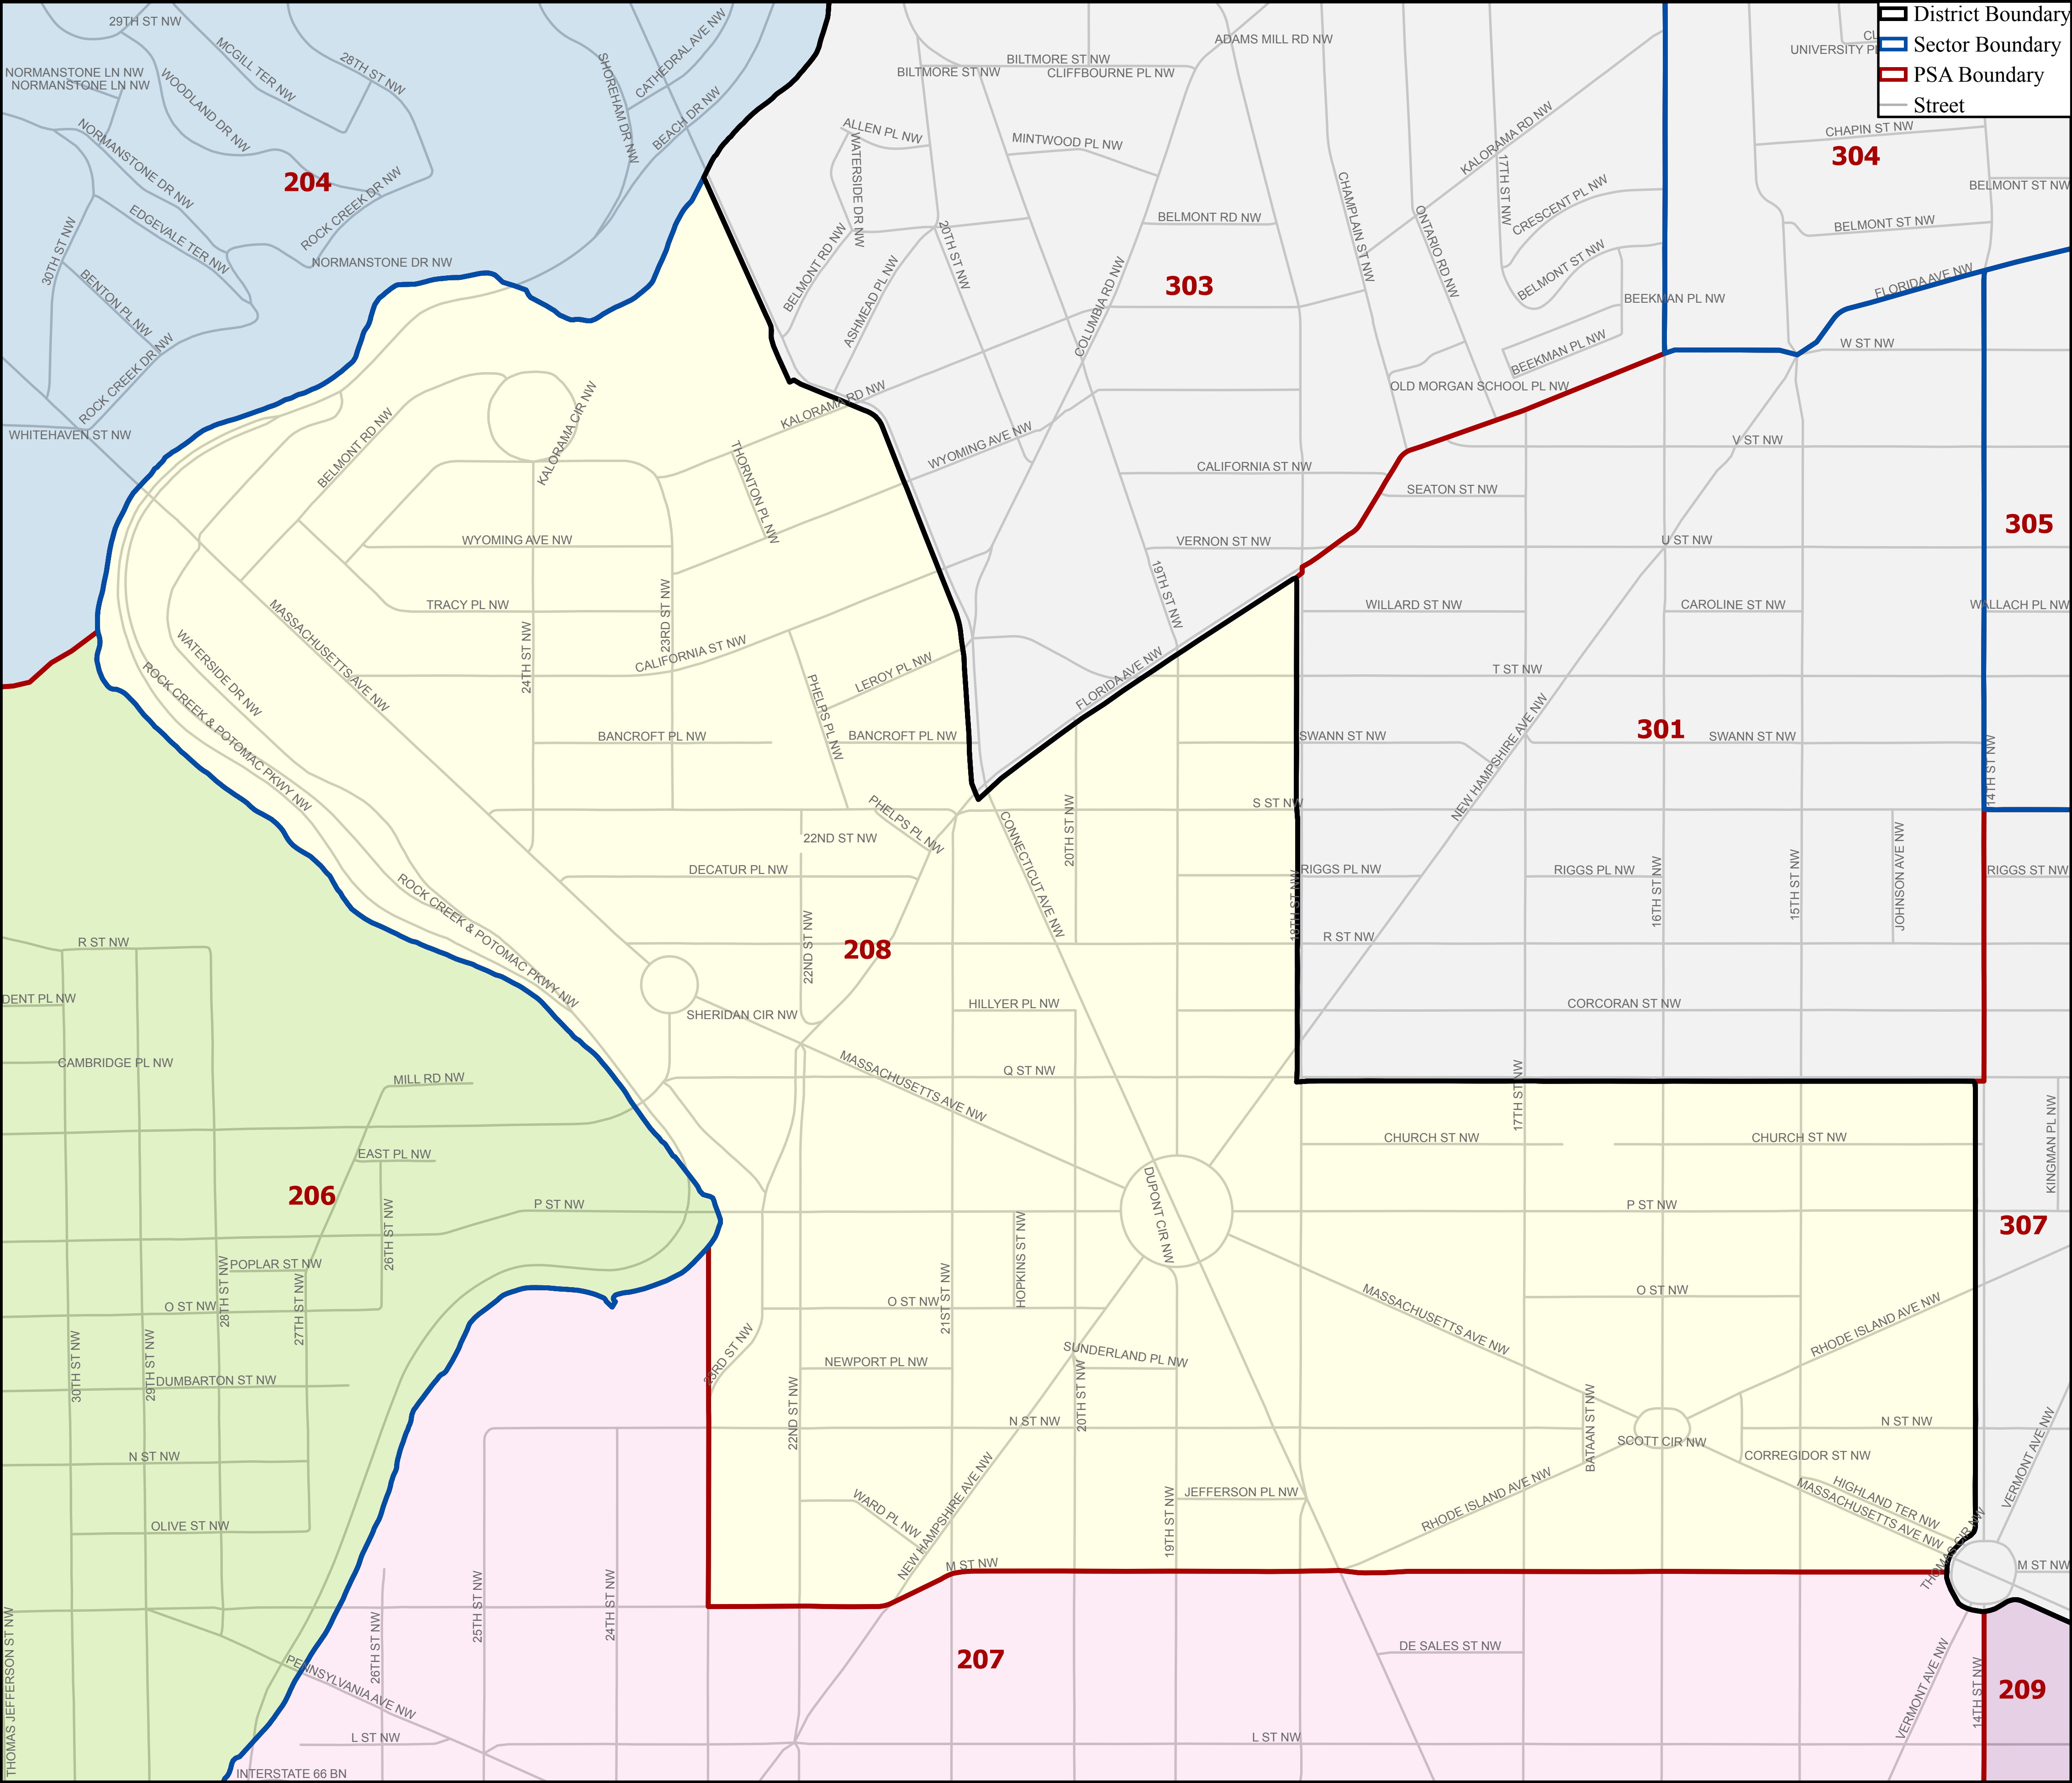 District Boundary
Sector Boundary
PSA Boundary
Street
29TH ST NW
MCGILL TER NW
28TH ST NW
NORMANSTONE LN NW
NORMANSTONE LN NW
WOODLAND DR NW
NORMANSTONE DR NW
SHOREHAM DR NW
CATHEDRAL AVE NW
BEACH DR NW
204
EDGEVALE TER NW
ROCK CREEK DR NW
NORMANSTONE DR NW
30TH ST NW
BENTON PL NW
ROCK CREEK DR NW
WHITEHAVEN ST NW
ADAMS MILL RD NW
BILTMORE ST NW
BILTMORE ST NW
CLIFFBOURNE PL NW
ALLEN PL NW
WATERSIDE DR NW
MINTWOOD PL NW
BELMONT RD NW
BELMONT RD NW
ASHMEAD PL NW
20TH ST NW
COLUMBIA RD NW
303
CHAMPLAIN ST NW
ONTARIO RD NW
KALORAMA RD NW
17TH ST NW
CRESCENT PL NW
BELMONT ST NW
BEEKMAN PL NW
BEEKMAN PL NW
OLD MORGAN SCHOOL PL NW
UNIVERSITY P
CHAPIN ST NW
304
BELMONT ST NW
BELMONT ST NW
FLORIDA AVE NW
W ST NW
V ST NW
305
KALORAMA RD NW
WYOMING AVE NW
CALIFORNIA ST NW
SEATON ST NW
VERNON ST NW
U ST NW
19TH ST NW
WILLARD ST NW
CAROLINE ST NW
WALLACH PL NW
T ST NW
FLORIDA AVE NW
SWANN ST NW
SWANN ST NW
301
NEW HAMPSHIRE AVE NW
14TH ST NW
BELMONT RD NW
KALORAMA CIR NW
THORNTON PL NW
WYOMING AVE NW
TRACY PL NW
23RD ST NW
24TH ST NW
CALIFORNIA ST NW
LEROY PL NW
PHELPS PL NW
BANCROFT PL NW
BANCROFT PL NW
MASSACHUSETTS AVE NW
WATERSIDE DR NW
ROCK CREEK & POTOMAC PKWY NW
ROCK CREEK & POTOMAC PKWY NW
PHELPS PL NW
22ND ST NW
DECATUR PL NW
22ND ST NW
208
CONNECTICUT AVE NW
20TH ST NW
S ST NW
18TH ST NW
RIGGS PL NW
RIGGS PL NW
16TH ST NW
15TH ST NW
JOHNSON AVE NW
RIGGS ST NW
R ST NW
CORCORAN ST NW
HILLYER PL NW
SHERIDAN CIR NW
MASSACHUSETTS AVE NW
Q ST NW
17TH ST NW
CHURCH ST NW
CHURCH ST NW
KINGMAN PL NW
P ST NW
307
R ST NW
DENT PL NW
CAMBRIDGE PL NW
MILL RD NW
EAST PL NW
206
P ST NW
26TH ST NW
POPLAR ST NW
28TH ST NW
27TH ST NW
O ST NW
30TH ST NW
29TH ST NW
DUMBARTON ST NW
N ST NW
OLIVE ST NW
THOMAS JEFFERSON ST NW
DUPONT CIR NW
HOPKINS ST NW
21ST ST NW
O ST NW
23RD ST NW
NEWPORT PL NW
SUNDERLAND PL NW
20TH ST NW
22ND ST NW
N ST NW
WARD PL NW
NEW HAMPSHIRE AVE NW
M ST NW
19TH ST NW
JEFFERSON PL NW
MASSACHUSETTS AVE NW
O ST NW
RHODE ISLAND AVE NW
BATAAN ST NW
SCOTT CIR NW
N ST NW
CORREGIDOR ST NW
HIGHLAND TER NW
MASSACHUSETTS AVE NW
RHODE ISLAND AVE NW
VERMONT AVE NW
THOMAS CIR NW
M ST NW
25TH ST NW
24TH ST NW
26TH ST NW
PENNSYLVANIA AVE NW
L ST NW
INTERSTATE 66 BN
207
L ST NW
DE SALES ST NW
VERMONT AVE NW
14TH ST NW
209